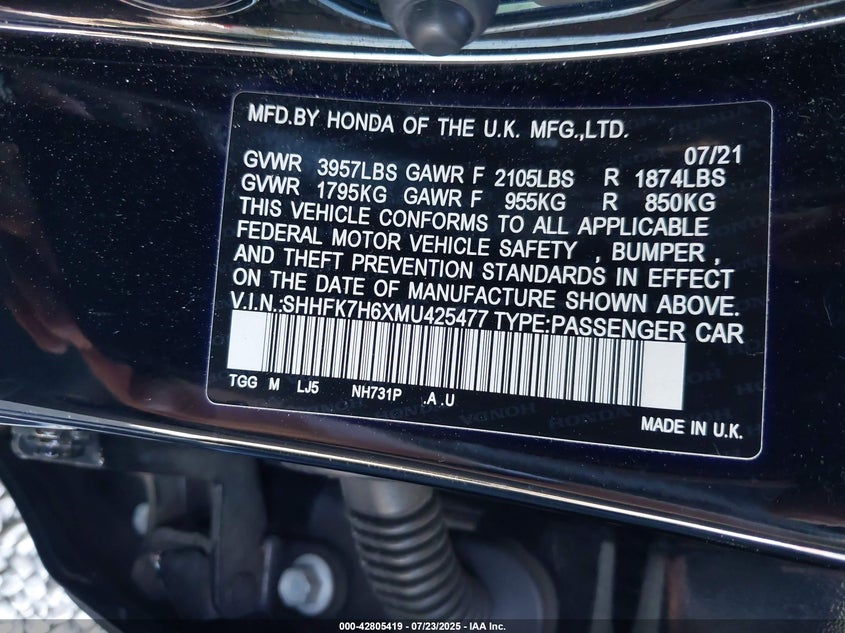 MFD.BY HONDA OF THE U.K. MFG.,LTD.
07/21
GVWR 3957LBS GAWR F 2105LBS R 1874LBS
GVWR 1795KG GAWR F 955KG R 850KG
THIS VEHICLE CONFORMS TO ALL APPLICABLE
FEDERAL MOTOR VEHICLE SAFETY , BUMPER ,
AND THEFT PREVENTION STANDARDS IN EFFECT
ON THE DATE OF MANUFACTURE SHOWN ABOVE.
V.I.N.:SHHFK7H6XMU425477 TYPE:PASSENGER CAR
TGG M LJ5 NH731P .A .U
HONDA HONDA HONDA
MADE IN U.K.
000-42805419 - 07/23/2025 - IAA Inc.